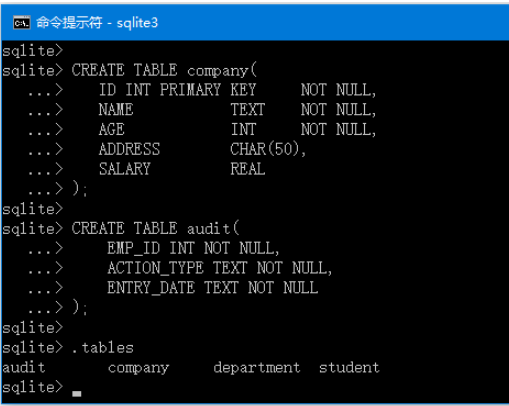 命令提示符 - sqlite3
sqlite>
sqlite> CREATE TABLE company(
   ...>    ID INT PRIMARY KEY     NOT NULL,
   ...>    NAME           TEXT    NOT NULL,
   ...>    AGE            INT     NOT NULL,
   ...>    ADDRESS        CHAR(50),
   ...>    SALARY         REAL
   ...> );
sqlite>
sqlite> CREATE TABLE audit(
   ...>     EMP_ID INT NOT NULL,
   ...>     ACTION_TYPE TEXT NOT NULL,
   ...>     ENTRY_DATE TEXT NOT NULL
   ...> );
sqlite>
sqlite> .tables
audit       company     department  student
sqlite>